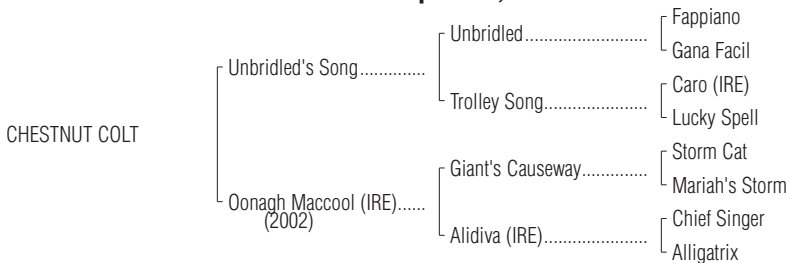 Fappiano
Unbridled......................
Gana Facil
Unbridled's Song..............
Caro (IRE)
Trolley Song......................
Lucky Spell
CHESTNUT COLT
Storm Cat
Giant's Causeway..............
Mariah's Storm
Oonagh Maccool (IRE)......
(2002)
Chief Singer
Alidiva (IRE)......................
Alligatrix